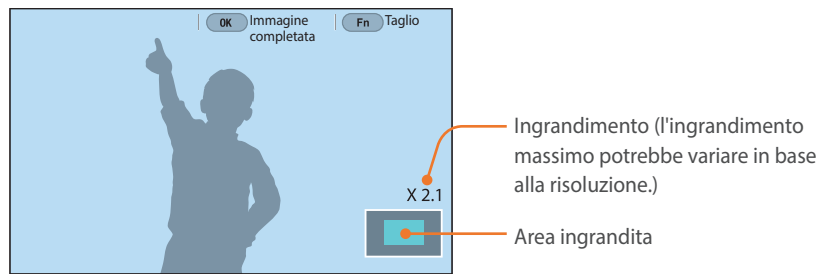 OK Immagine completata
Fn Taglio
X 2.1
Ingrandimento (l'ingrandimento
massimo potrebbe variare in base
alla risoluzione.)
Area ingrandita